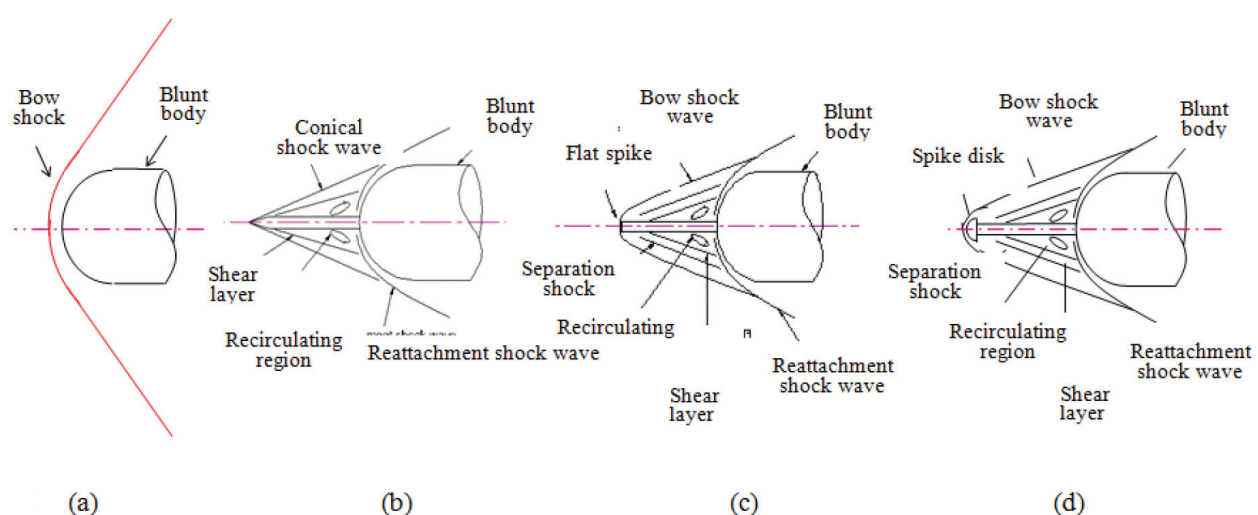 Bow
shock
Blunt
body
(a)
Conical
shock wave
Blunt
body
Shear
layer
Recirculating
region
Reattachment shock wave
(b)
Bow shock
wave
Blunt
body
Flat spike
Separation
shock
Recirculating
Reattachment
shock wave
Shear
layer
(c)
Bow shock
wave
Blunt
body
Spike disk
Separation
shock
Recirculating
region
Reattachment
shock wave
Shear
layer
(d)